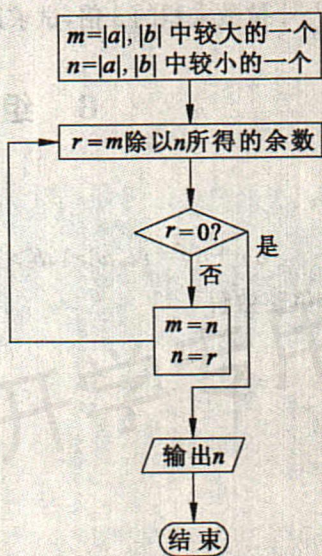 m=|a|, |b| 中较大的一个
n=|a|, |b| 中较小的一个
r=m除以n所得的余数
r=0?
是
否
m=n
n=r
输出n
结束